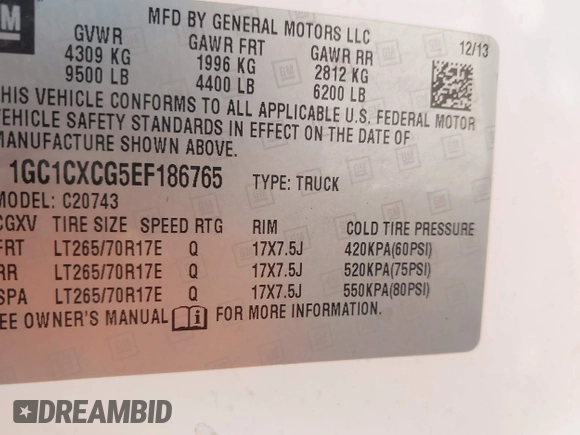 GM
MFD BY GENERAL MOTORS LLC
12/13
GVWR GAWR FRT GAWR RR
4309 KG 1996 KG 2812 KG
9500 LB 4400 LB 6200 LB
THIS VEHICLE CONFORMS TO ALL APPLICABLE U.S. FEDERAL MOTOR
VEHICLE SAFETY STANDARDS IN EFFECT ON THE DATE OF
MANUFACTURE SHOWN ABOVE.
1GC1CXCG5EF186765 TYPE: TRUCK
MODEL: C20743
CGXV TIRE SIZE SPEED RTG RIM COLD TIRE PRESSURE
FRT LT265/70R17E Q 17X7.5J 420KPA(60PSI)
RR LT265/70R17E Q 17X7.5J 520KPA(75PSI)
SPA LT265/70R17E Q 17X7.5J 550KPA(80PSI)
SEE OWNER'S MANUAL FOR MORE INFORMATION.
DREAMBID